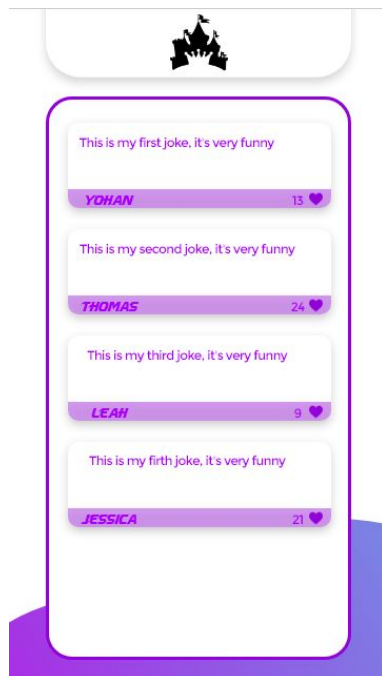 This is my first joke, it's very funny
YOHAN 13
This is my second joke, it's very funny
THOMAS 24
This is my third joke, it's very funny
LEAH 9
This is my firth joke, it's very funny
JESSICA 21